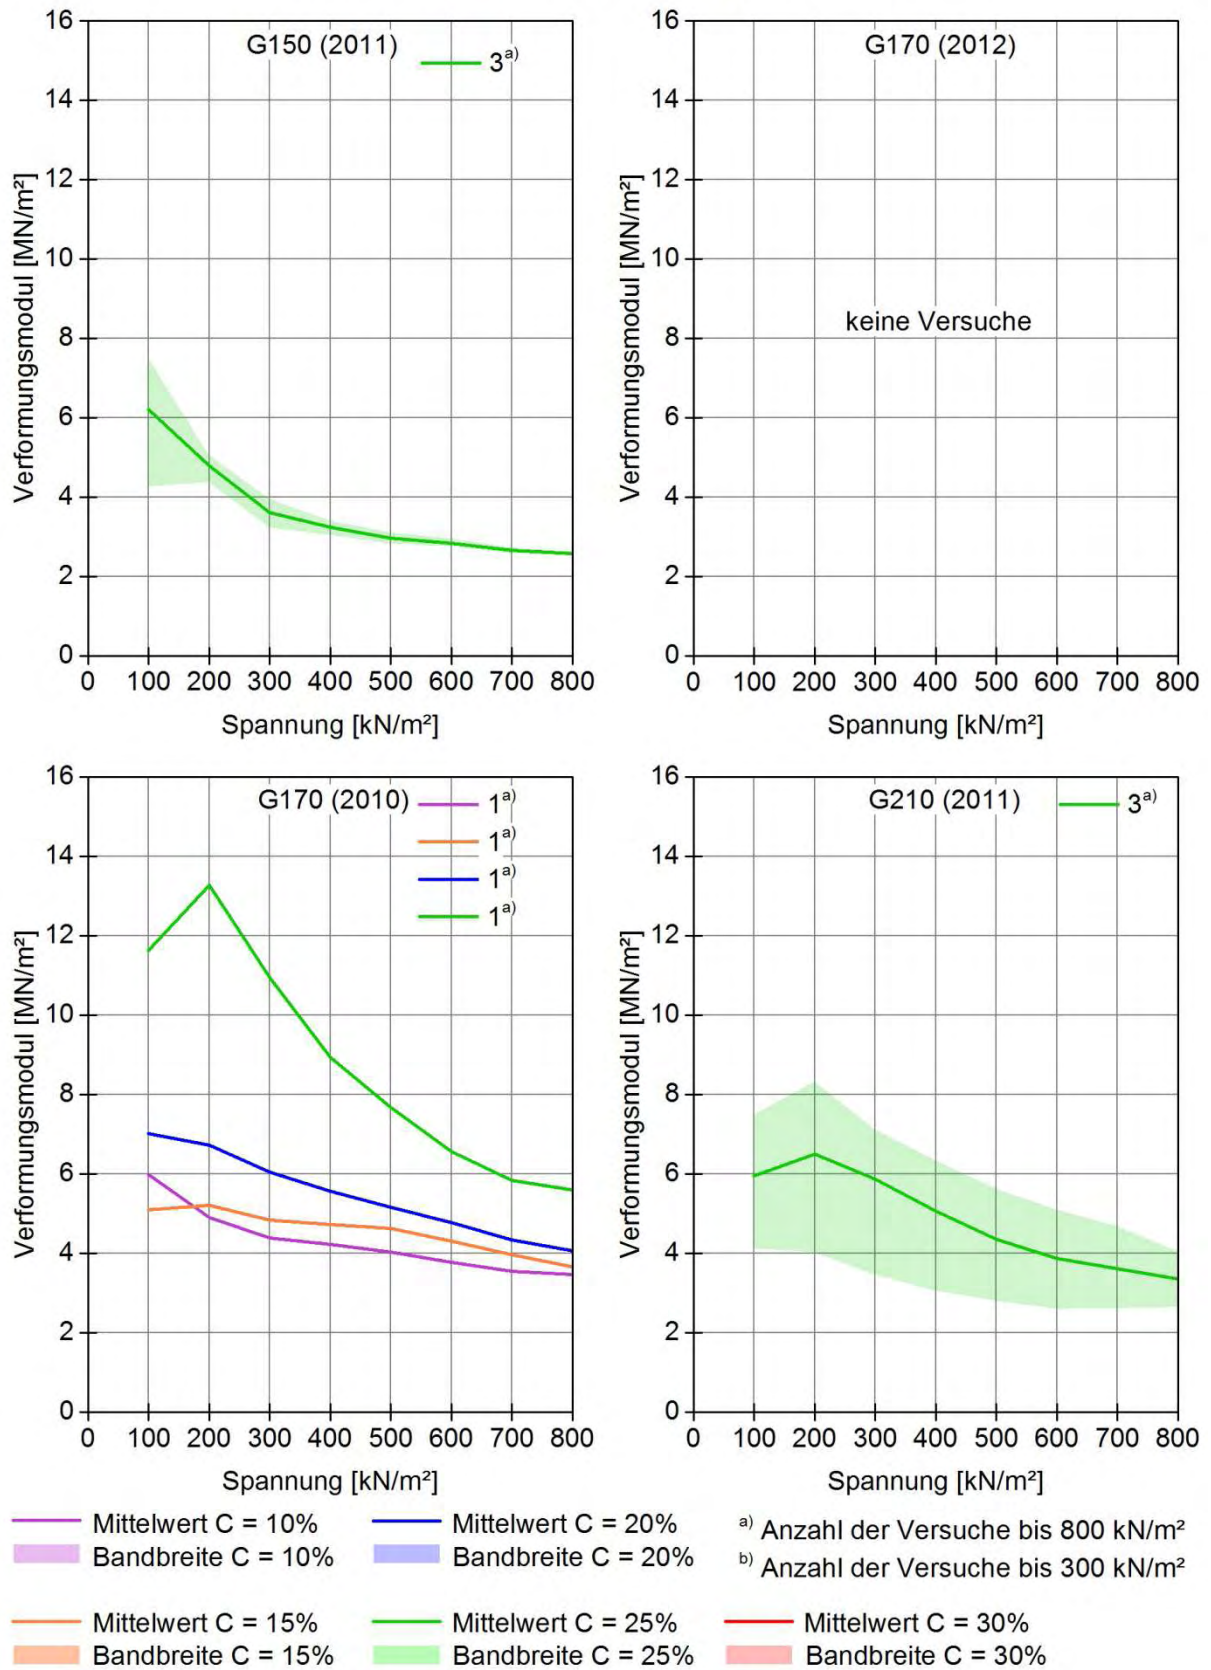 G150 (2011)
3a)
Verformungsmodul [MN/m²]
16
14
12
10
8
6
4
2
0
0 100 200 300 400 500 600 700 800
Spannung [kN/m²]
G170 (2012)
keine Versuche
Verformungsmodul [MN/m²]
16
14
12
10
8
6
4
2
0
0 100 200 300 400 500 600 700 800
Spannung [kN/m²]
G170 (2010)
1a)
1a)
1a)
1a)
Verformungsmodul [MN/m²]
16
14
12
10
8
6
4
2
0
0 100 200 300 400 500 600 700 800
Spannung [kN/m²]
G210 (2011)
3a)
Verformungsmodul [MN/m²]
16
14
12
10
8
6
4
2
0
0 100 200 300 400 500 600 700 800
Spannung [kN/m²]
Mittelwert C = 10%
Bandbreite C = 10%
Mittelwert C = 20%
Bandbreite C = 20%
a) Anzahl der Versuche bis 800 kN/m²
b) Anzahl der Versuche bis 300 kN/m²
Mittelwert C = 15%
Bandbreite C = 15%
Mittelwert C = 25%
Bandbreite C = 25%
Mittelwert C = 30%
Bandbreite C = 30%